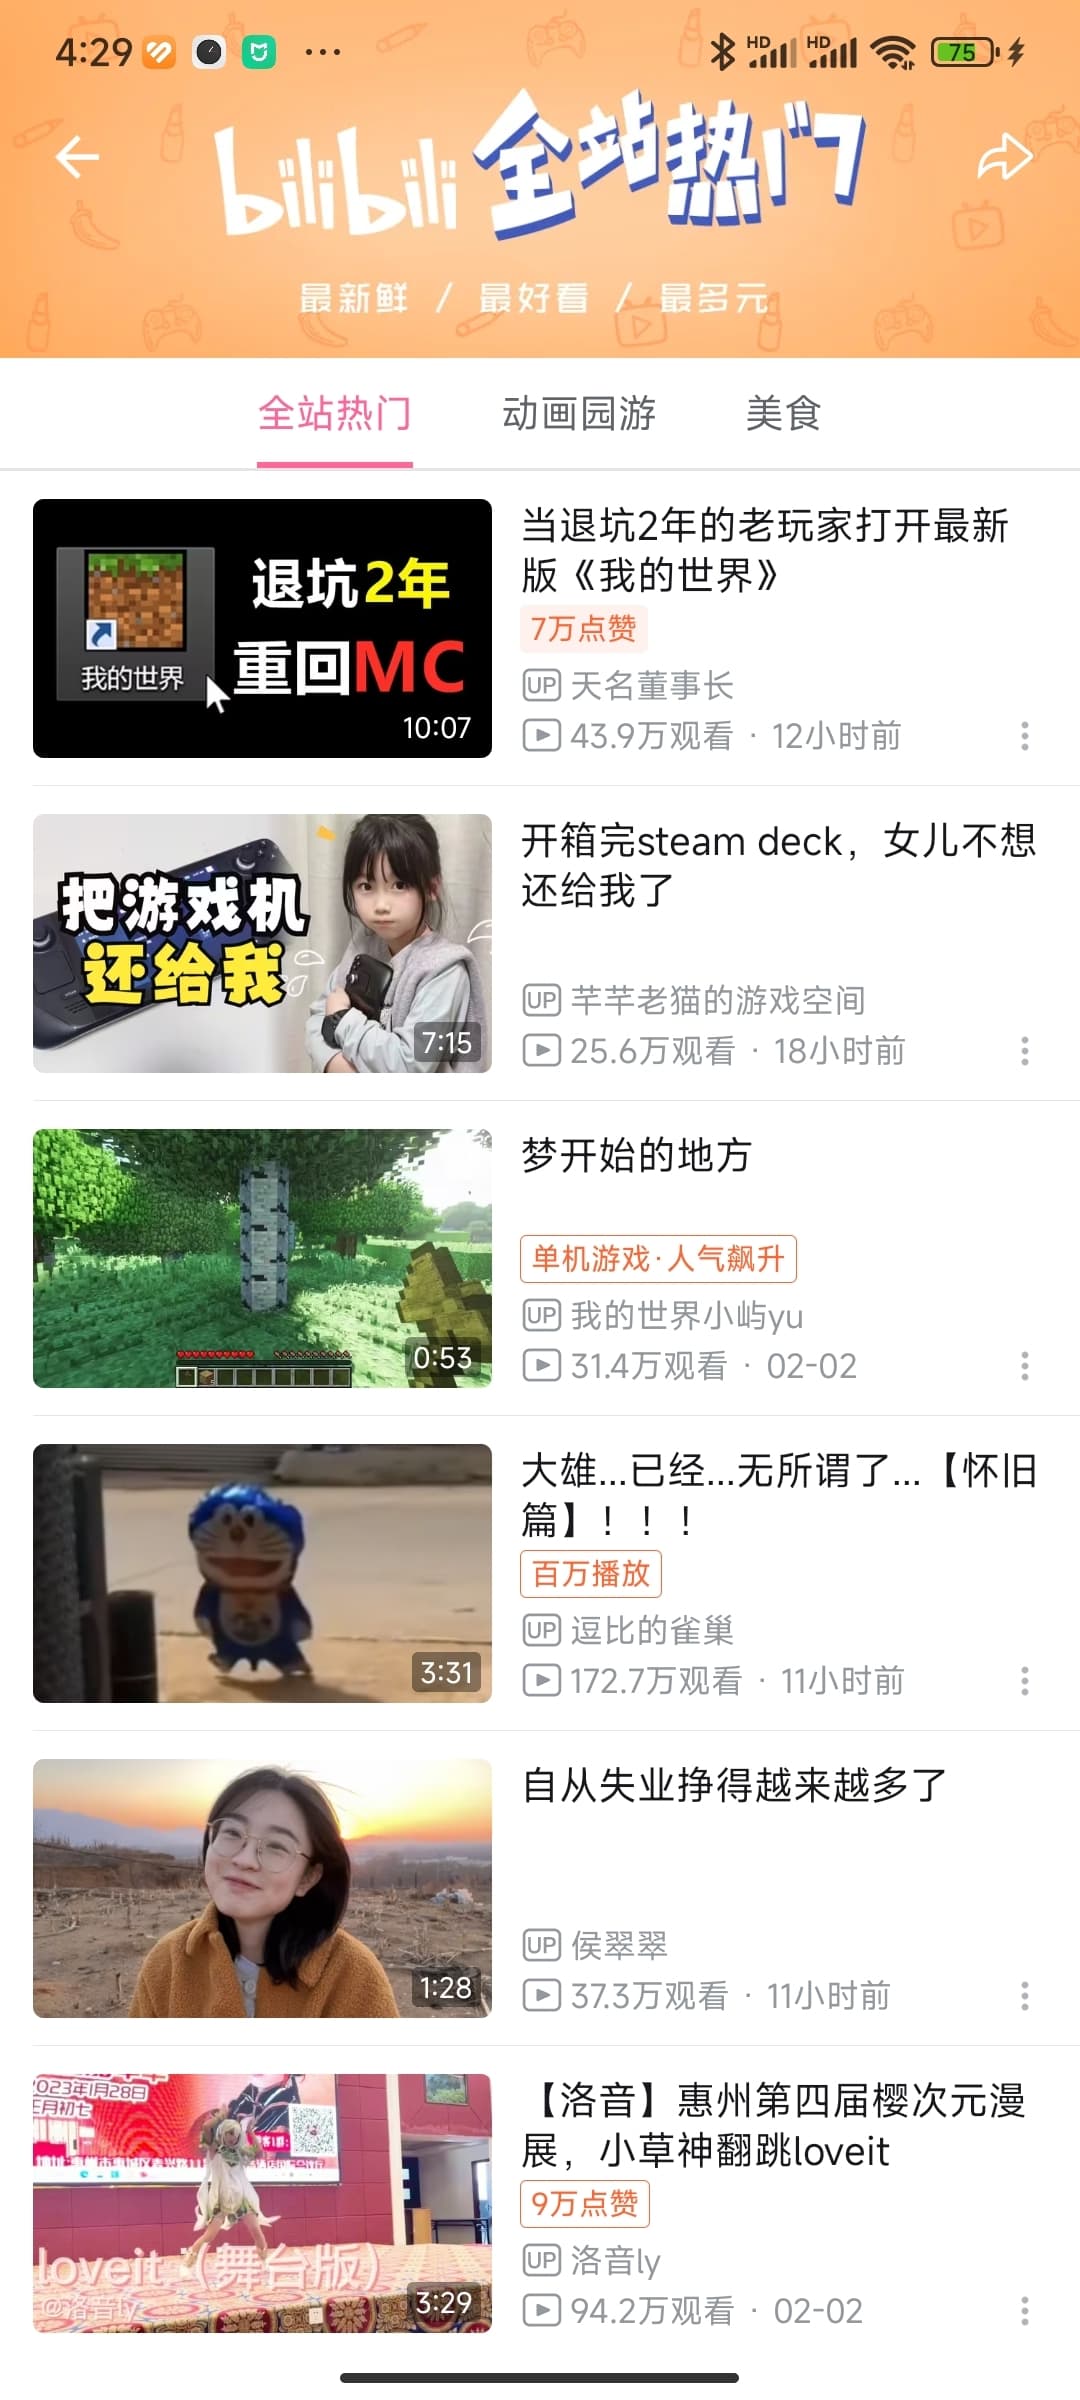 4:29
HD HD 75
bilibili 全站热门
最新鲜 / 最好看 / 最多元
全站热门 动画园游 美食
退坑2年
重回MC
我的世界
10:07
当退坑2年的老玩家打开最新
版《我的世界》
7万点赞
UP 天名董事长
43.9万观看 · 12小时前
把游戏机
还给我
7:15
开箱完steam deck，女儿不想
还给我了
UP 芊芊老猫的游戏空间
25.6万观看 · 18小时前
0:53
梦开始的地方
单机游戏·人气飙升
UP 我的世界小屿yu
31.4万观看 · 02-02
3:31
大雄...已经...无所谓了...【怀旧
篇】！！！
百万播放
UP 逗比的雀巢
172.7万观看 · 11小时前
1:28
自从失业挣得越来越多了
UP 侯翠翠
37.3万观看 · 11小时前
2023年1月28日
正月初七
loveit（舞台版）
@洛音ly
3:29
【洛音】惠州第四届樱次元漫
展，小草神翻跳loveit
9万点赞
UP 洛音ly
94.2万观看 · 02-02